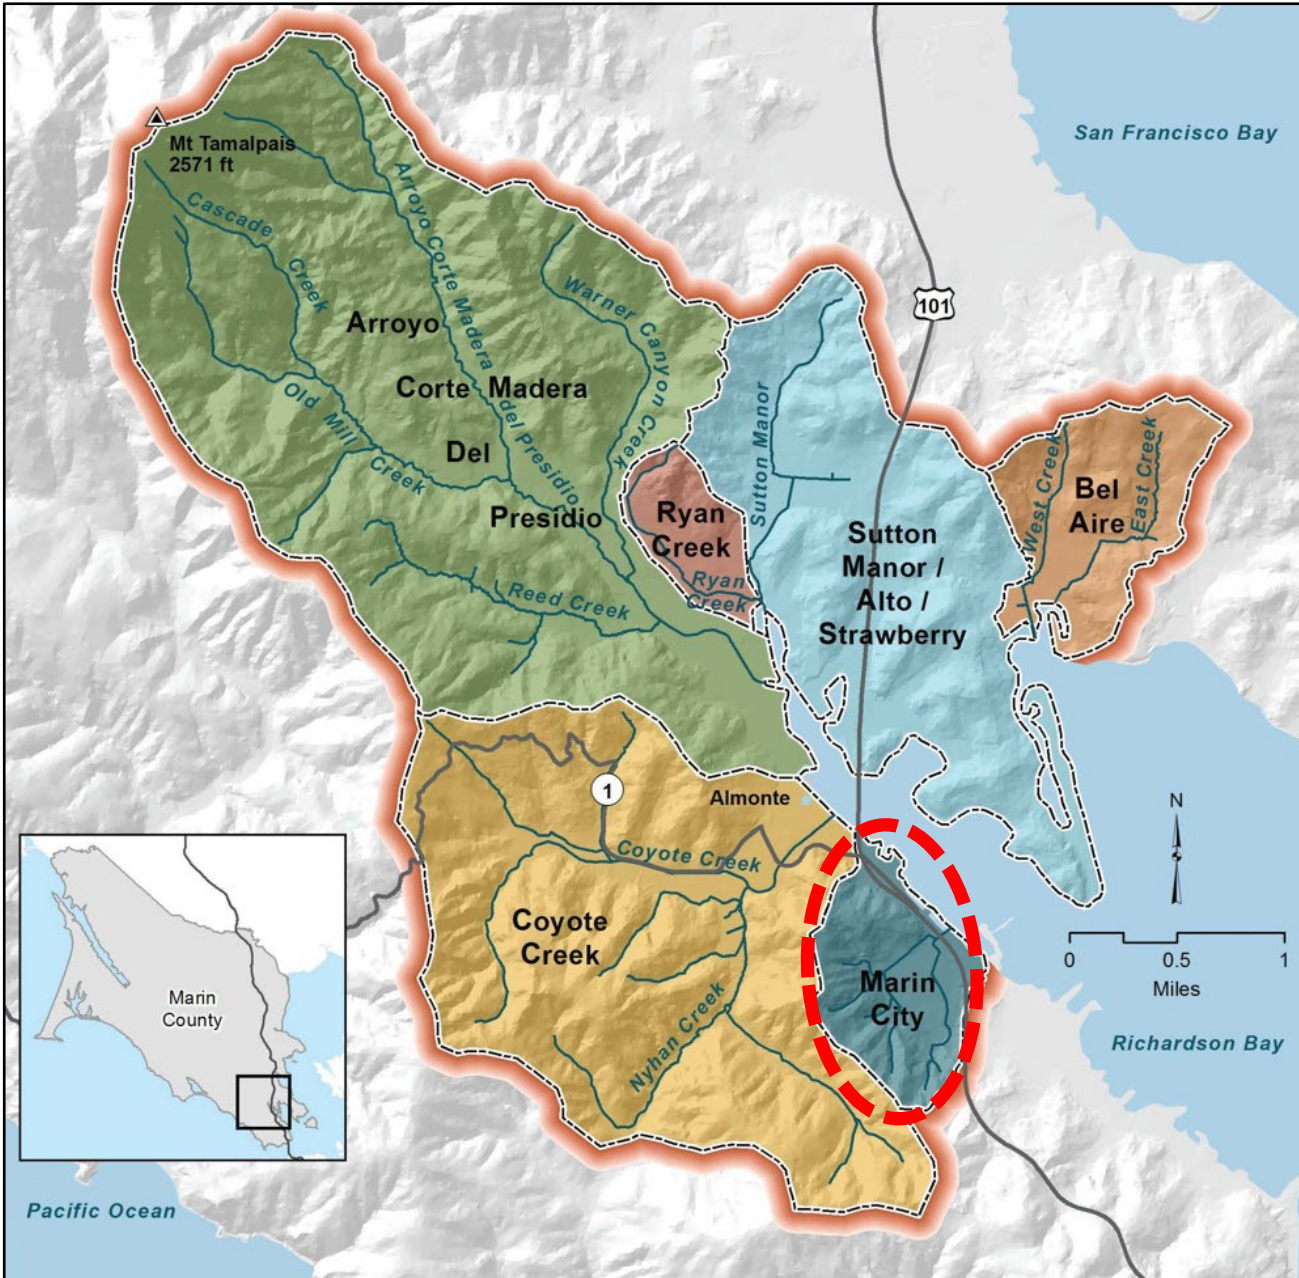 San Francisco Bay
Mt Tamalpais
2571 ft
Cascade
Creek
Arroyo Corte Madera del Presidio
Warner Canyon Creek
101
Arroyo
Corte Madera
Del
Presidio
Old Mill
Creek
Sutton Manor
Ryan
Creek
Ryan
Creek
Reed Creek
Sutton
Manor /
Alto /
Strawberry
West Creek
Bel
Aire
East Creek
1
Almonte
Coyote Creek
Coyote
Creek
Nyhan Creek
Marin
City
N
0 0.5 1
Miles
Richardson Bay
Marin
County
Pacific Ocean